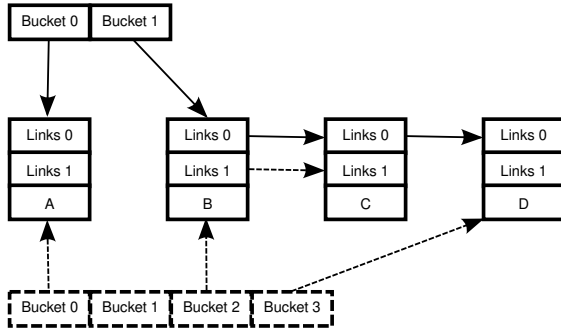 Bucket 0 Bucket 1
Links 0 Links 0 Links 0 Links 0
Links 1 Links 1 Links 1 Links 1
A B C D
Bucket 0 Bucket 1 Bucket 2 Bucket 3